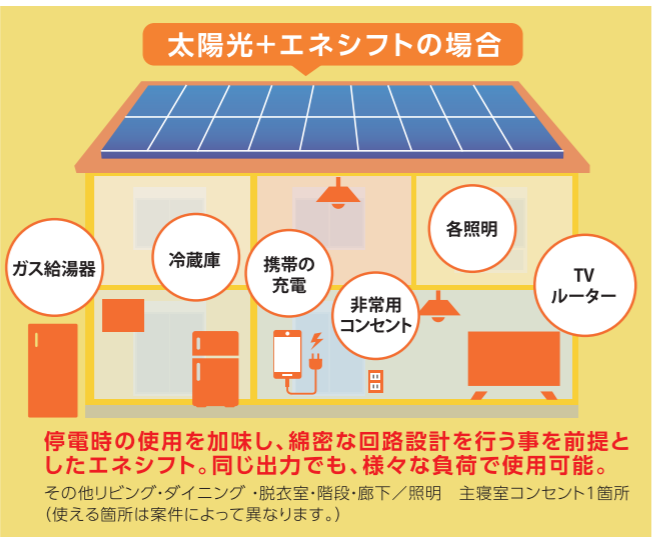 太陽光+エネシフトの場合
ガス給湯器
冷蔵庫
携帯の
充電
非常用
コンセント
各照明
TV
ルーター
停電時の使用を加味し、綿密な回路設計を行う事を前提と
したエネシフト。同じ出力でも、様々な負荷で使用可能。
その他リビング・ダイニング ・脱衣室・階段・廊下／照明　主寝室コンセント1箇所
（使える箇所は案件によって異なります。）